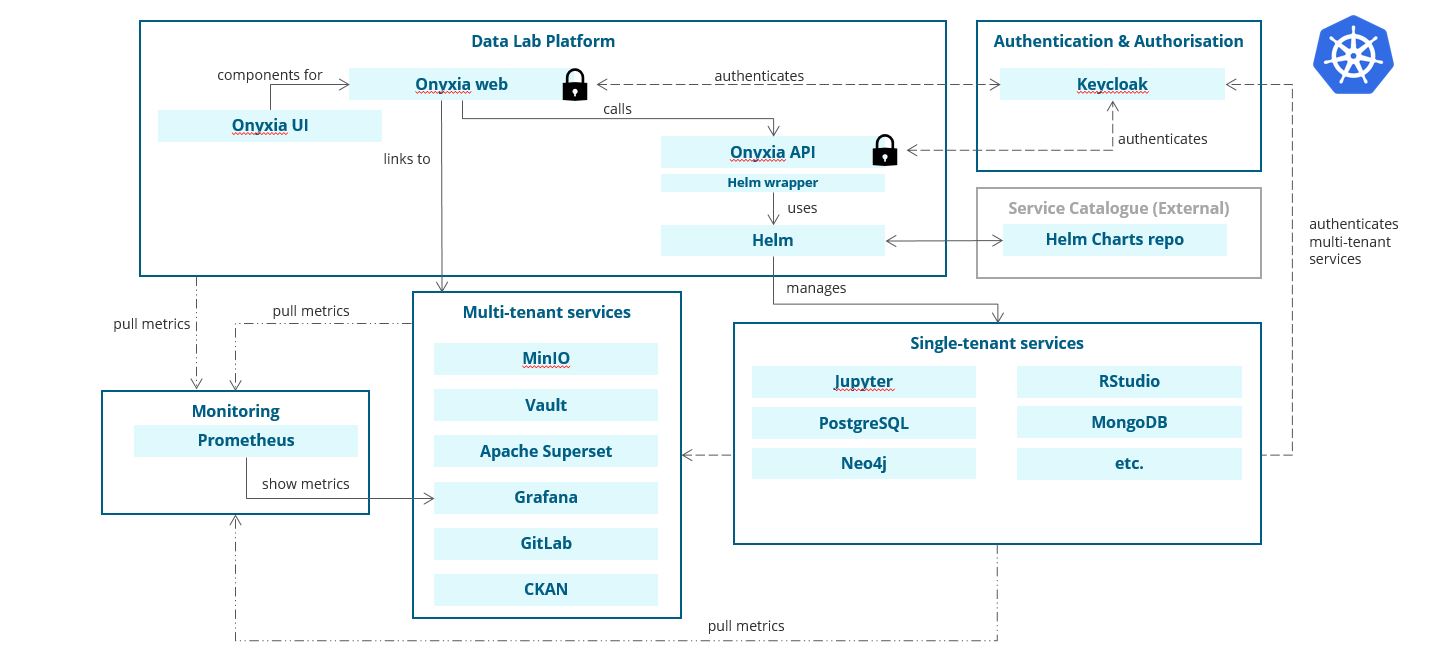 Data Lab Platform
components for
Onyxia web
Onyxia UI
links to
calls
authenticates
Onyxia API
Helm wrapper
uses
Helm
Authentication & Authorisation
Keycloak
authenticates
Service Catalogue (External)
Helm Charts repo
authenticates
multi-tenant
services
manages
pull metrics
pull metrics
Monitoring
Prometheus
show metrics
Multi-tenant services
MinIO
Vault
Apache Superset
Grafana
GitLab
CKAN
Single-tenant services
Jupyter
RStudio
PostgreSQL
MongoDB
Neo4j
etc.
pull metrics